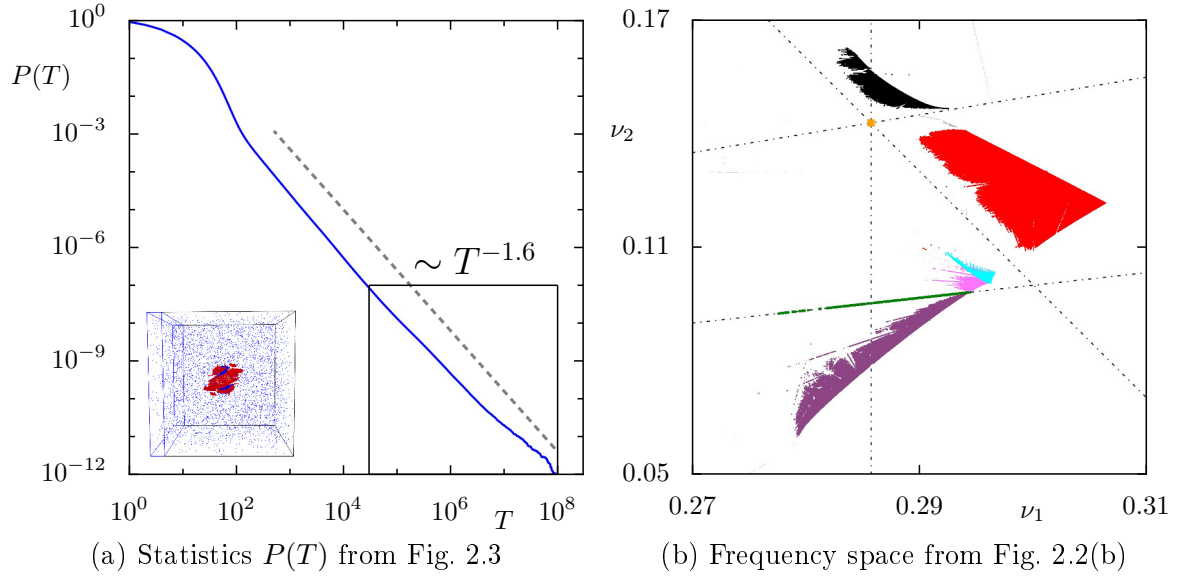 10^0
P(T)
10^{-3}
10^{-6}
10^{-9}
10^{-12}
∼ T^{-1.6}
10^0 10^2 10^4 10^6 T 10^8
(a) Statistics P(T) from Fig. 2.3
0.17
ν_2
0.11
0.05
0.27 0.29 ν_1 0.31
(b) Frequency space from Fig. 2.2(b)